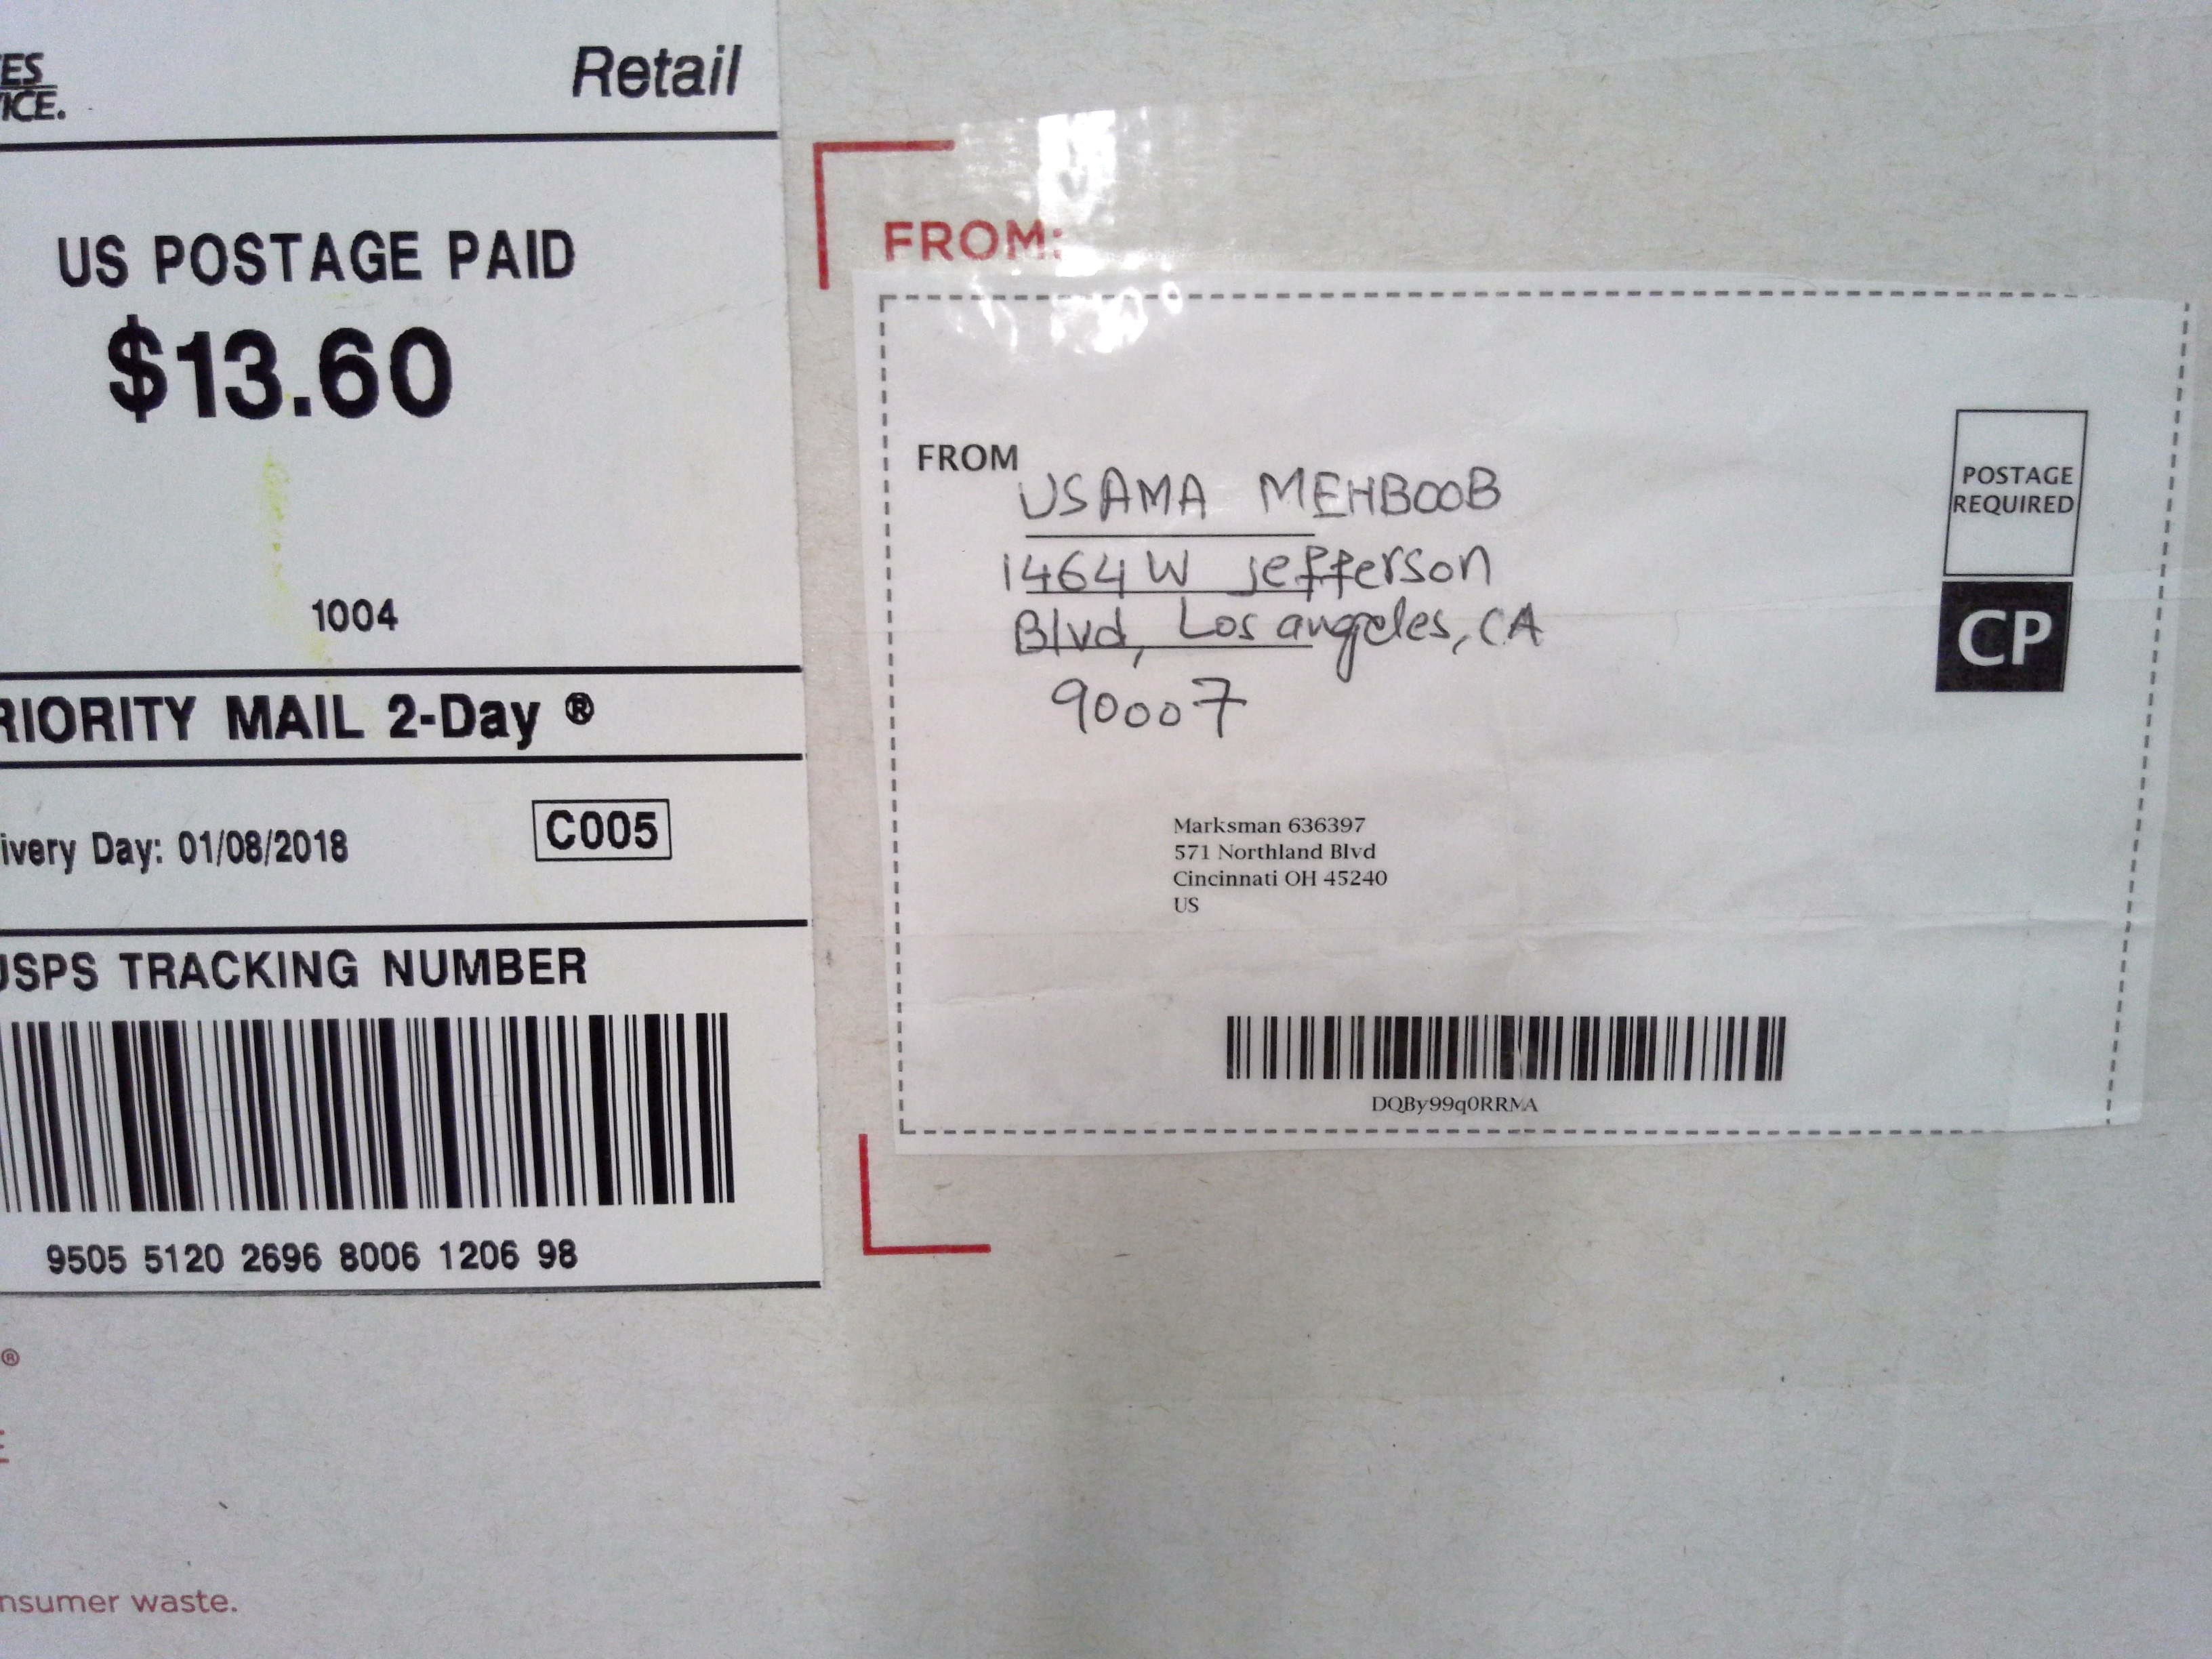 ES
ICE.
Retail
US POSTAGE PAID
$13.60
1004
RIORITY MAIL 2-Day ®
ivery Day: 01/08/2018
C005
USPS TRACKING NUMBER
9505 5120 2696 8006 1206 98
®
E
nsumer waste.
FROM:
FROM
USAMA MEHBOOB
1464 W Jefferson
Blvd, Los angeles, CA
90007
POSTAGE
REQUIRED
CP
Marksman 636397
571 Northland Blvd
Cincinnati OH 45240
US
DQBy99q0RRMA